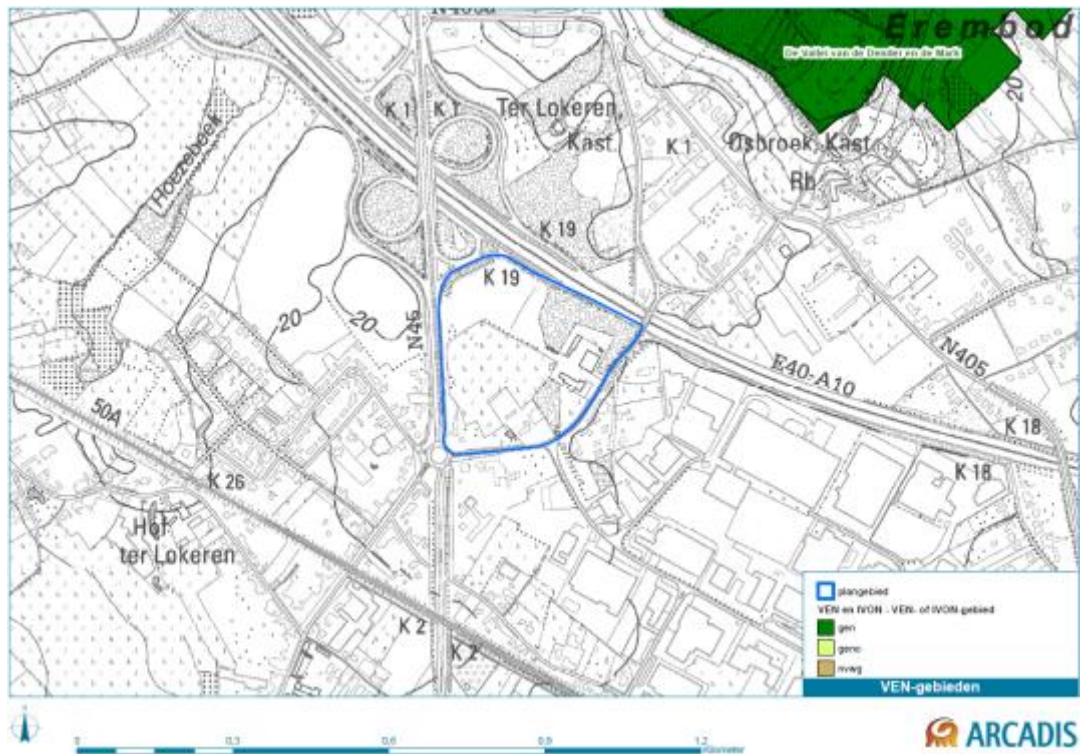 N405a
Erembod
De Vallei van de Dender en de Mark
20
K 1
K 1
Ter Lokeren,
Kast.
K 1
Osbroek, Kast.
Rh
Hoezebeek
K 19
K 19
20
20
N46
N405
E40-A10
50A
K 18
K 18
K 26
Hof
ter Lokeren
K 2
K 2
plangebied
VEN en IVON - VEN- of IVON-gebied
gen
geno
nvwg
VEN-gebieden
0 0,3 0,6 0,9 1,2
Kilometer
ARCADIS